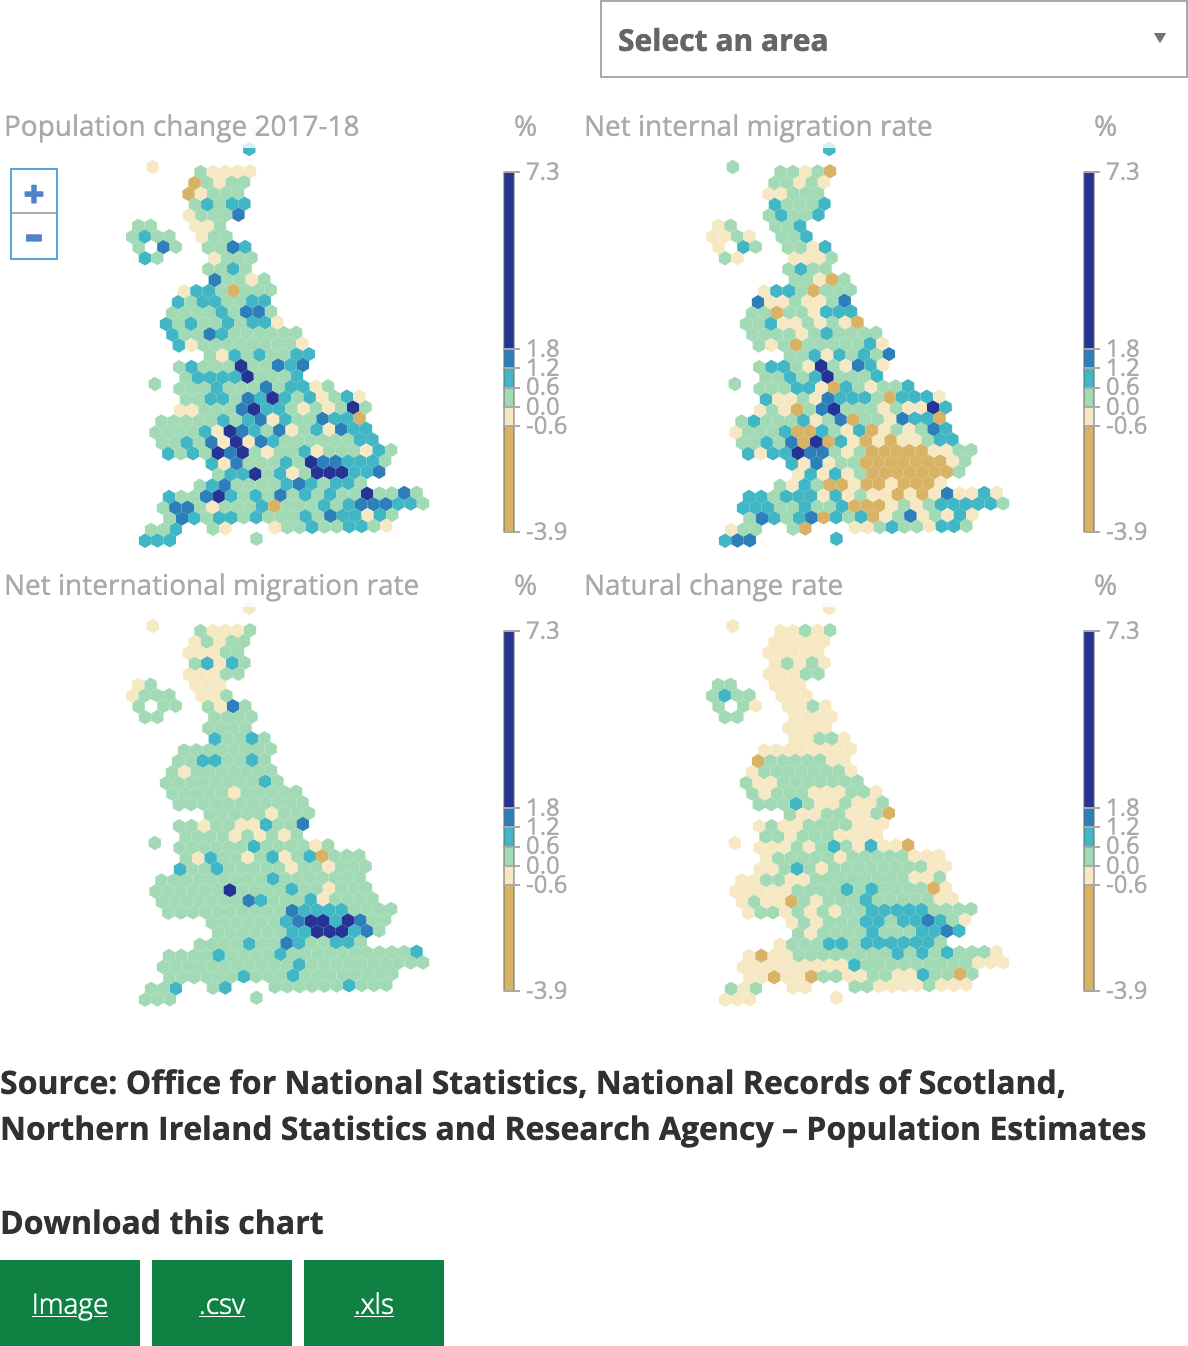 Select an area
Population change 2017-18
%
7.3
1.8
1.2
0.6
0.0
-0.6
-3.9
Net internal migration rate
%
7.3
1.8
1.2
0.6
0.0
-0.6
-3.9
Net international migration rate
%
7.3
1.8
1.2
0.6
0.0
-0.6
-3.9
Natural change rate
%
7.3
1.8
1.2
0.6
0.0
-0.6
-3.9
Source: Office for National Statistics, National Records of Scotland,
Northern Ireland Statistics and Research Agency – Population Estimates
Download this chart
Image
.csv
.xls